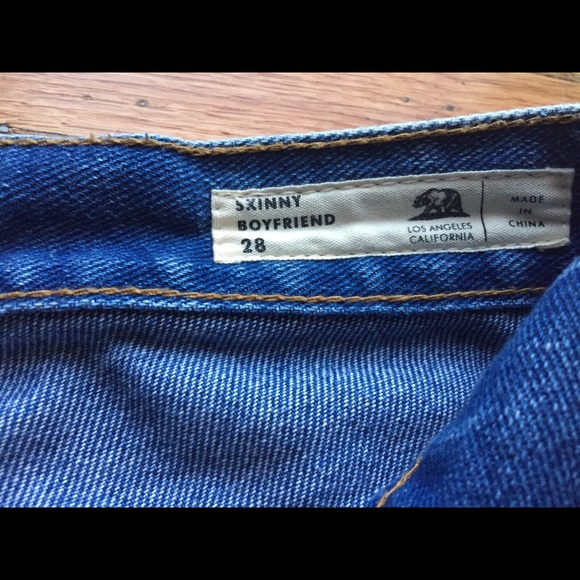 SKINNY
BOYFRIEND
28
LOS ANGELES
CALIFORNIA
MADE
IN
CHINA